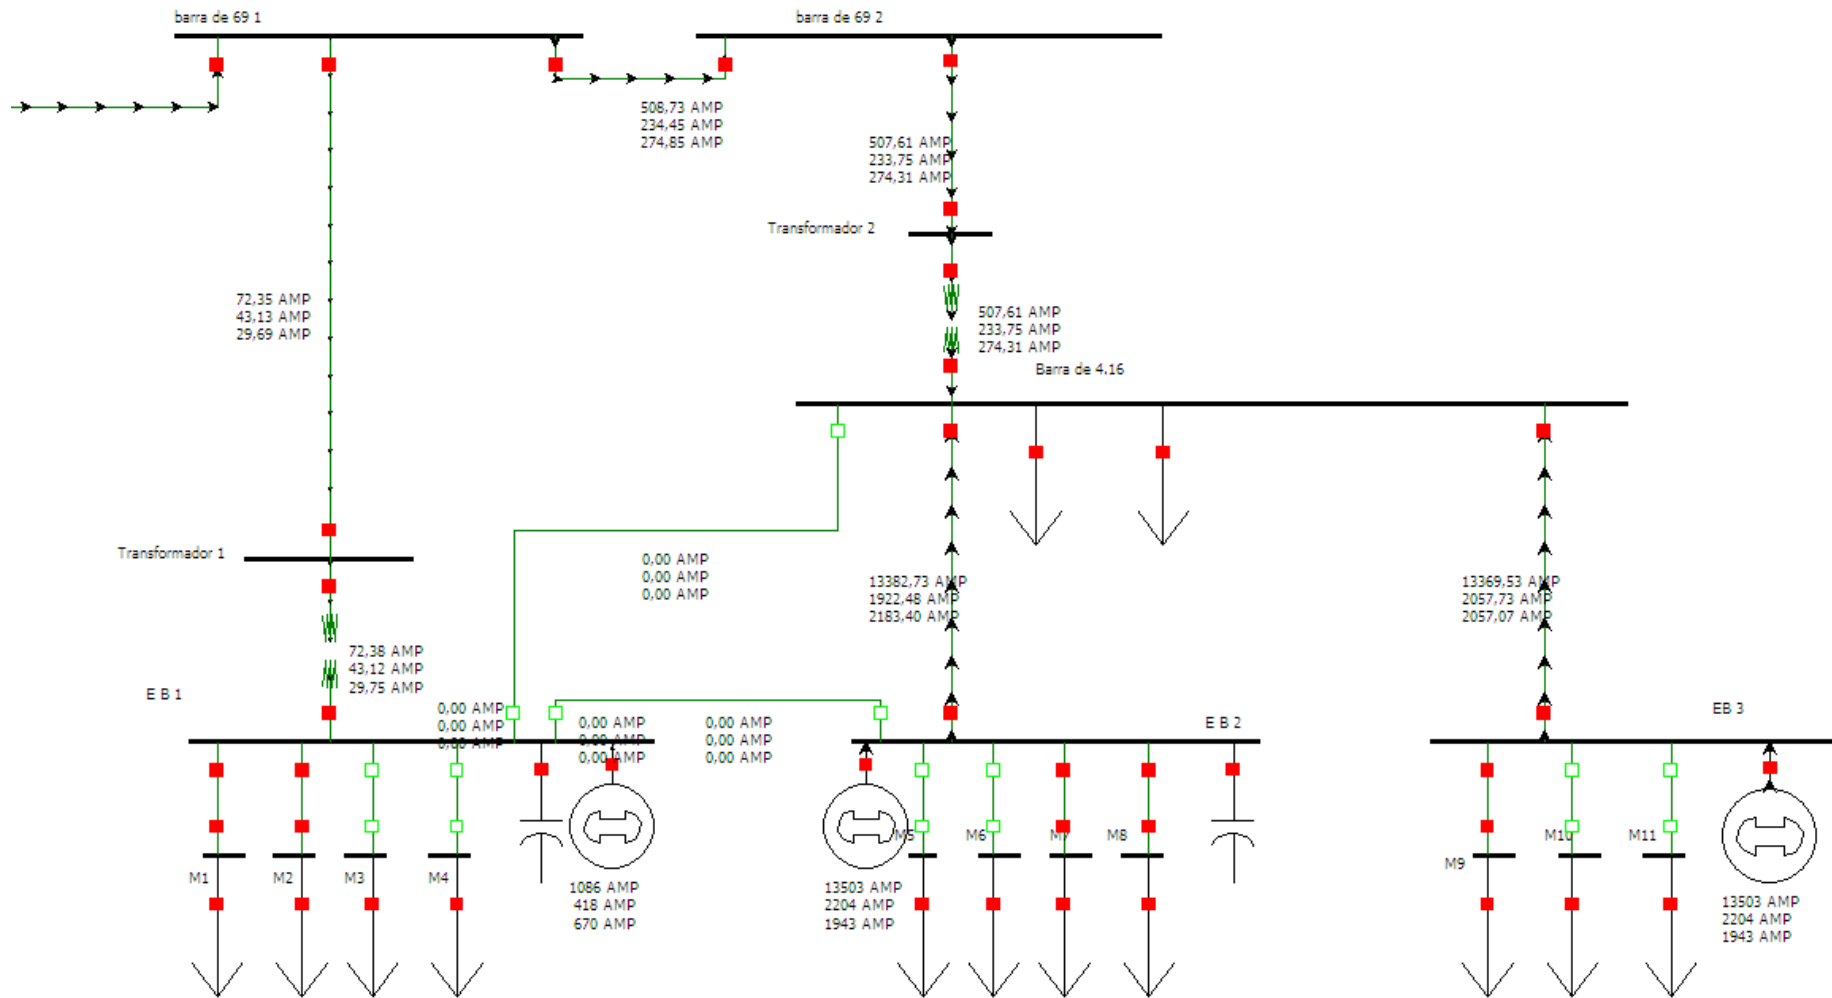 barra de 69 1
barra de 69 2
508,73 AMP
234,45 AMP
274,85 AMP
507,61 AMP
233,75 AMP
274,31 AMP
Transformador 2
72,35 AMP
43,13 AMP
29,69 AMP
507,61 AMP
233,75 AMP
274,31 AMP
Barra de 4.16
Transformador 1
0,00 AMP
0,00 AMP
0,00 AMP
13382,73 AMP
1922,48 AMP
2183,40 AMP
13369,53 AMP
2057,73 AMP
2057,07 AMP
72,38 AMP
43,12 AMP
29,75 AMP
E B 1
0,00 AMP
0,00 AMP
0,00 AMP
0,00 AMP
0,00 AMP
0,00 AMP
0,00 AMP
0,00 AMP
0,00 AMP
E B 2
EB 3
M1
M2
M3
M4
M5
M6
M7
M8
M9
M10
M11
1086 AMP
418 AMP
670 AMP
13503 AMP
2204 AMP
1943 AMP
13503 AMP
2204 AMP
1943 AMP